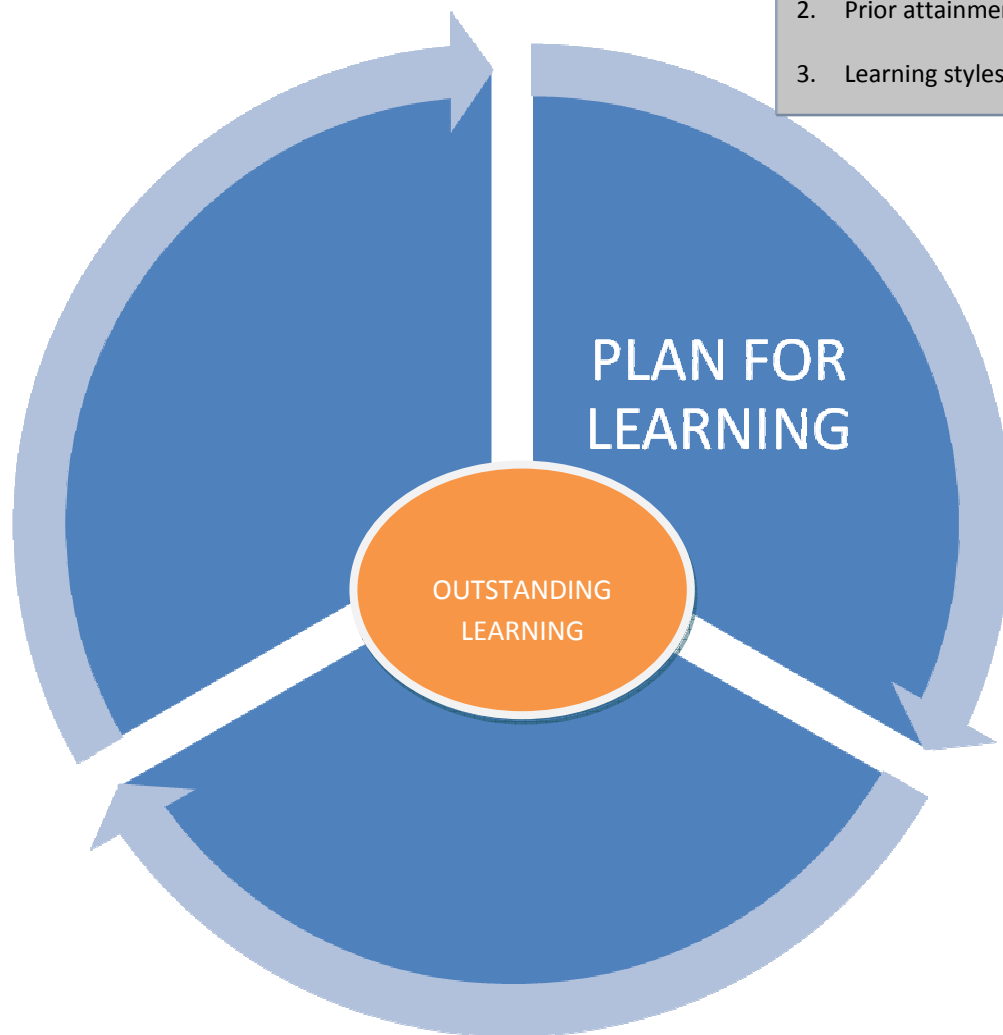 2. Prior attainme
3. Learning styles
PLAN FOR
LEARNING
OUTSTANDING
LEARNING